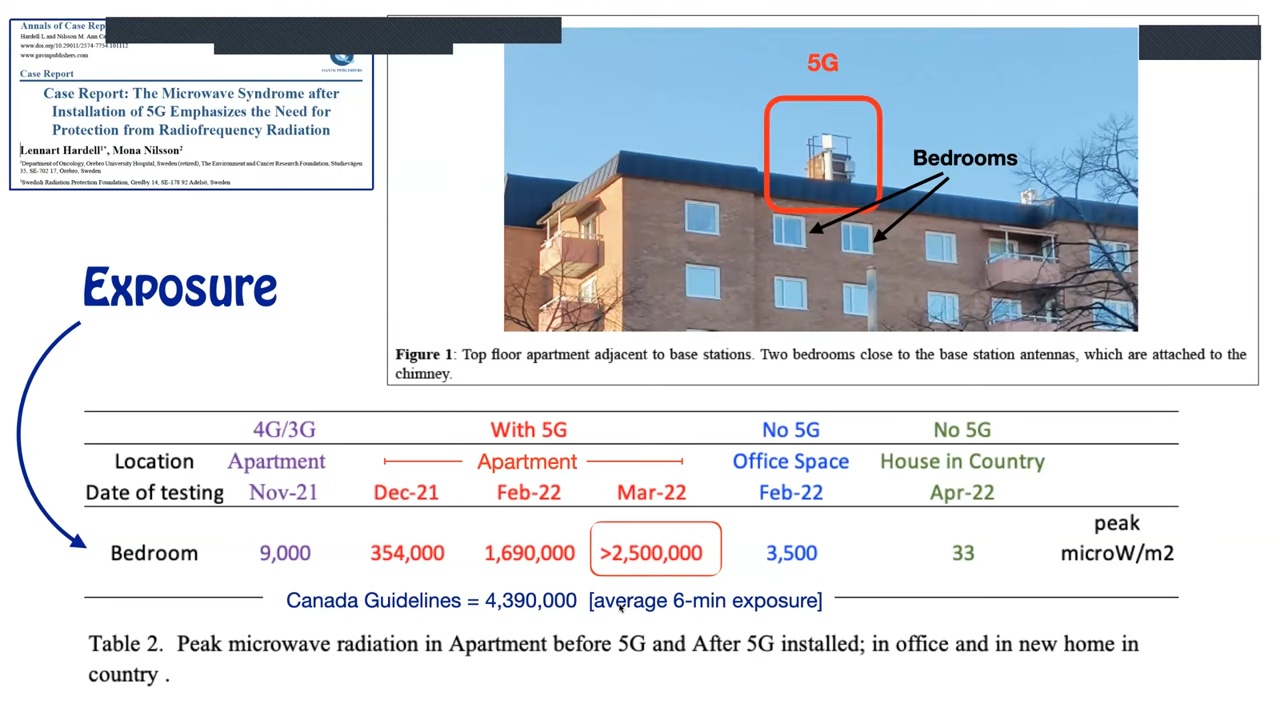 Annals of Case Rep
Hardell L and Nilsson M. Ann Ca
www.doi.org/10.29011/2574-7754.101112
www.gavinpublishers.com
GAVIN PUBLISHERS
Case Report
Case Report: The Microwave Syndrome after
Installation of 5G Emphasizes the Need for
Protection from Radiofrequency Radiation
Lennart Hardell1*, Mona Nilsson2
1Department of Oncology, Orebro University Hospital, Sweden (retired), The Environment and Cancer Research Foundation, Studievägen
35, SE-702 17, Örebro, Sweden
2Swedish Radiation Protection Foundation, Gredby 14, SE-178 92 Adelsö, Sweden
5G
Bedrooms
Figure 1: Top floor apartment adjacent to base stations. Two bedrooms close to the base station antennas, which are attached to the
chimney.
Exposure
4G/3G With 5G No 5G No 5G
Location Apartment Apartment Office Space House in Country
Date of testing Nov-21 Dec-21 Feb-22 Mar-22 Feb-22 Apr-22
peak
Bedroom 9,000 354,000 1,690,000 >2,500,000 3,500 33 microW/m2
Canada Guidelines = 4,390,000 [average 6-min exposure]
Table 2. Peak microwave radiation in Apartment before 5G and After 5G installed; in office and in new home in
country .